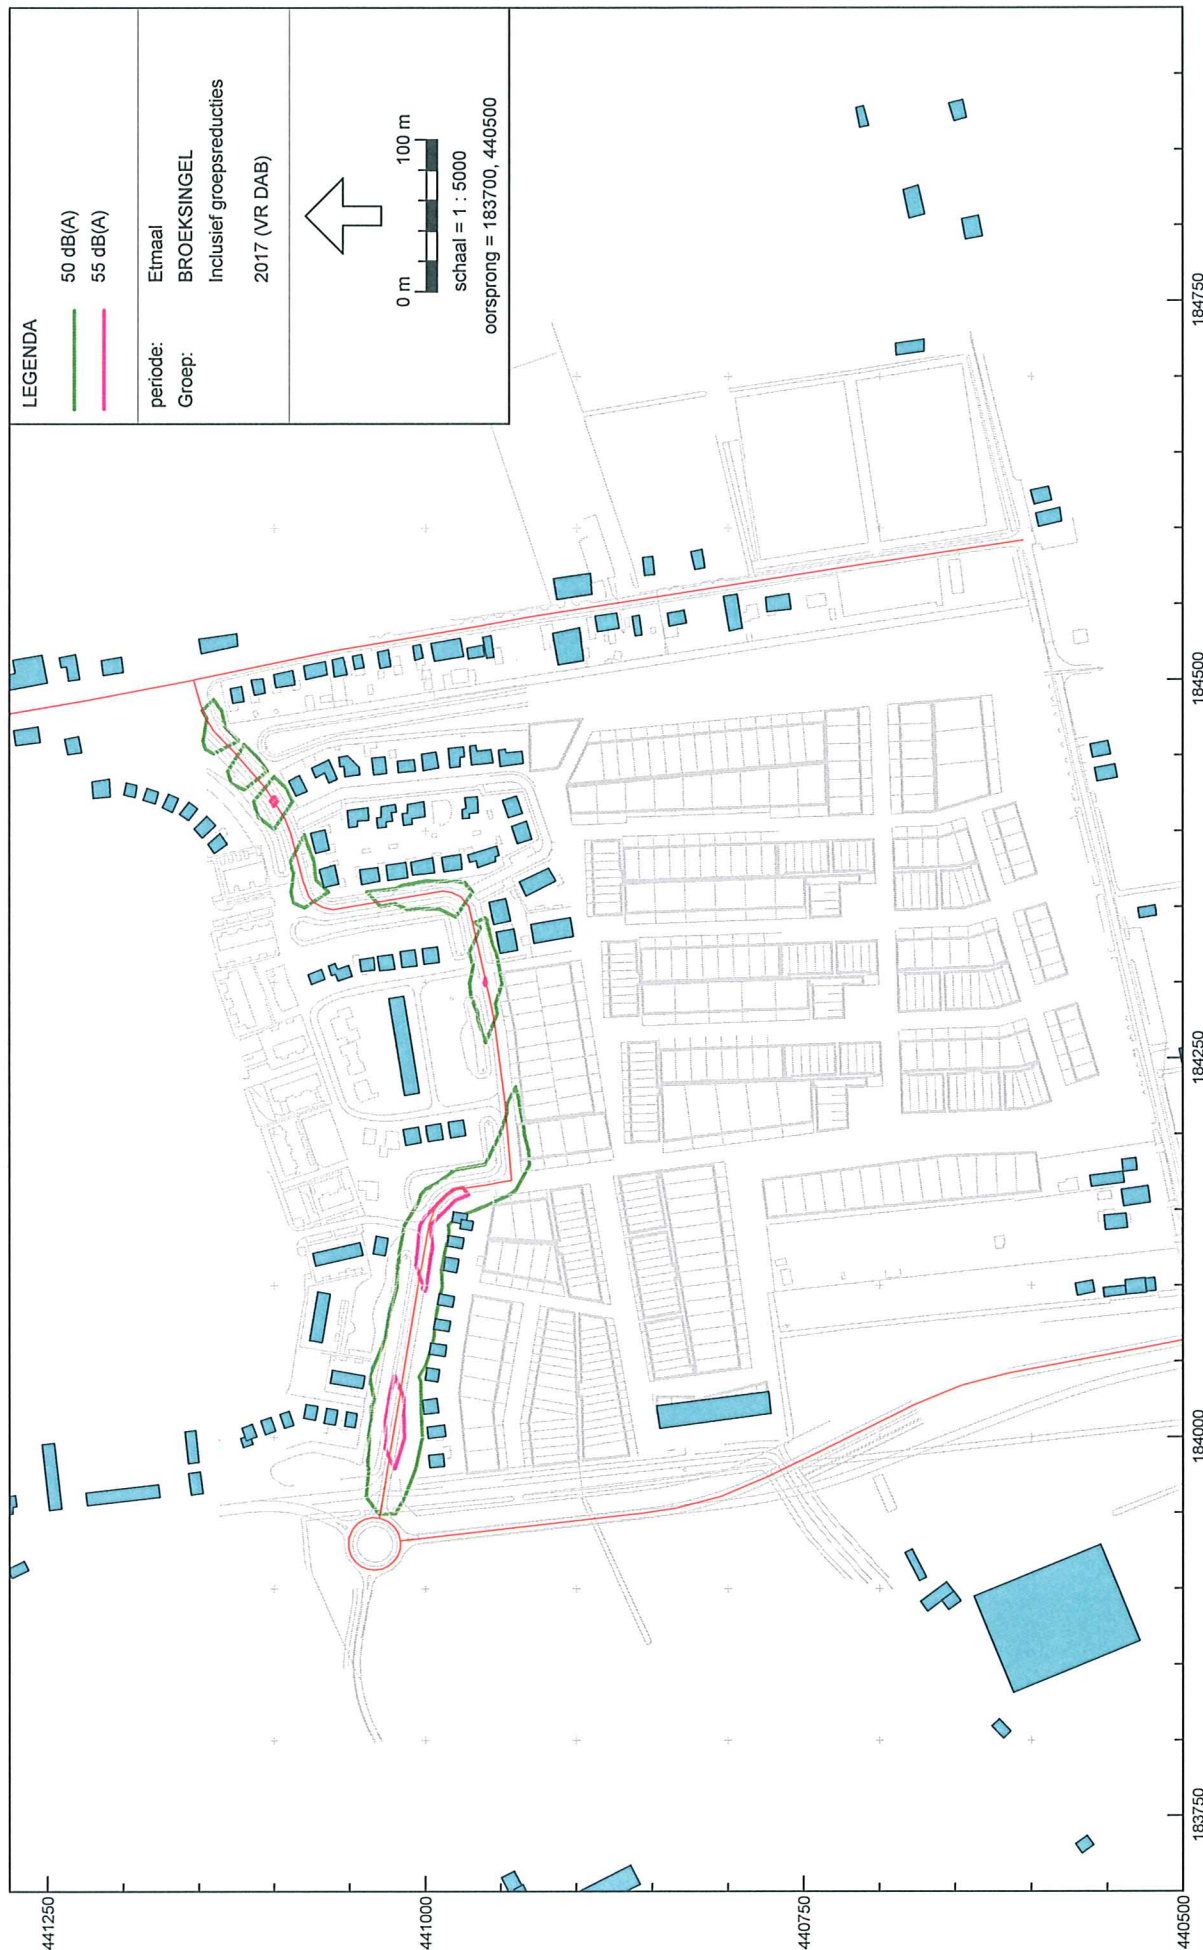 LEGENDA
50 dB(A)
55 dB(A)
periode: Etmaal
Groep: BROEKSINGEL
Inclusief groepsreducties
2017 (VR DAB)
0 m 100 m
schaal = 1 : 5000
oorsprong = 183700, 440500
441250
441000
440750
440500
183750
184000
184250
184500
184750